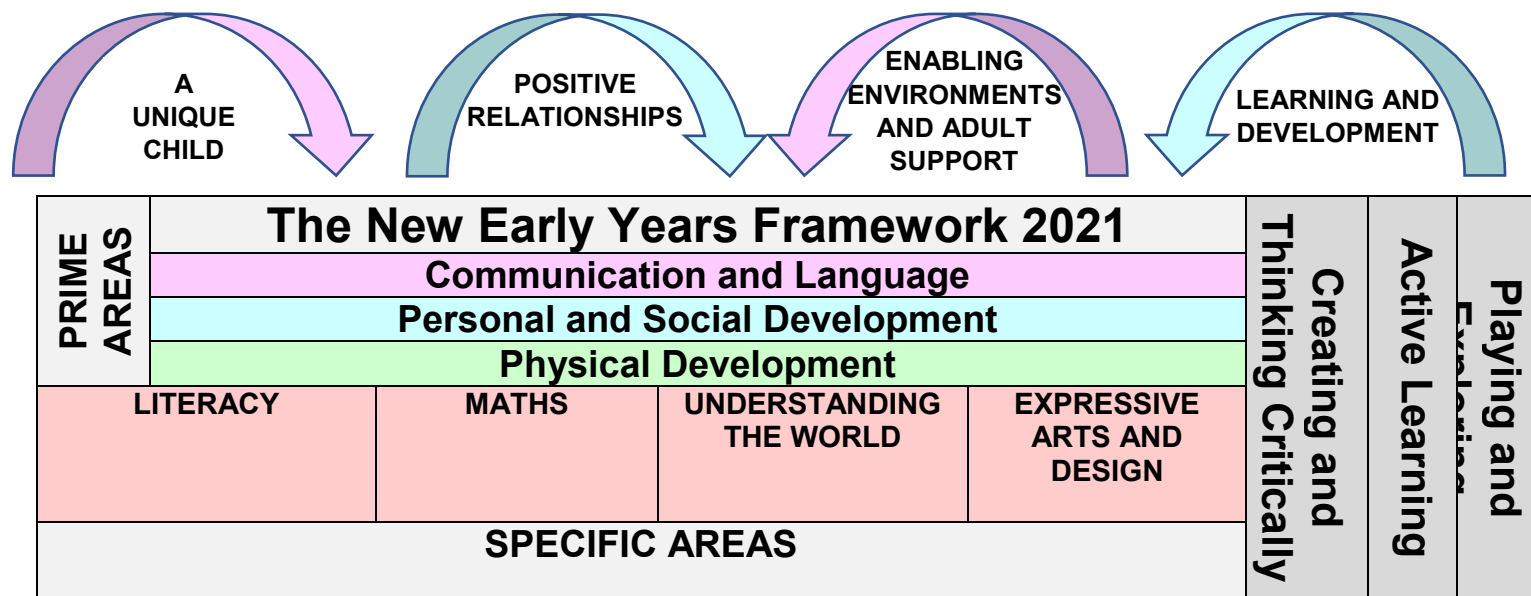 A
UNIQUE
CHILD
POSITIVE
RELATIONSHIPS
ENABLING
ENVIRONMENTS
AND ADULT
SUPPORT
LEARNING AND
DEVELOPMENT
PRIME
AREAS
The New Early Years Framework 2021
Communication and Language
Personal and Social Development
Physical Development
LITERACY
MATHS
UNDERSTANDING
THE WORLD
EXPRESSIVE
ARTS AND
DESIGN
SPECIFIC AREAS
Creating and
Thinking Critically
Active Learning
Playing and
Exploring